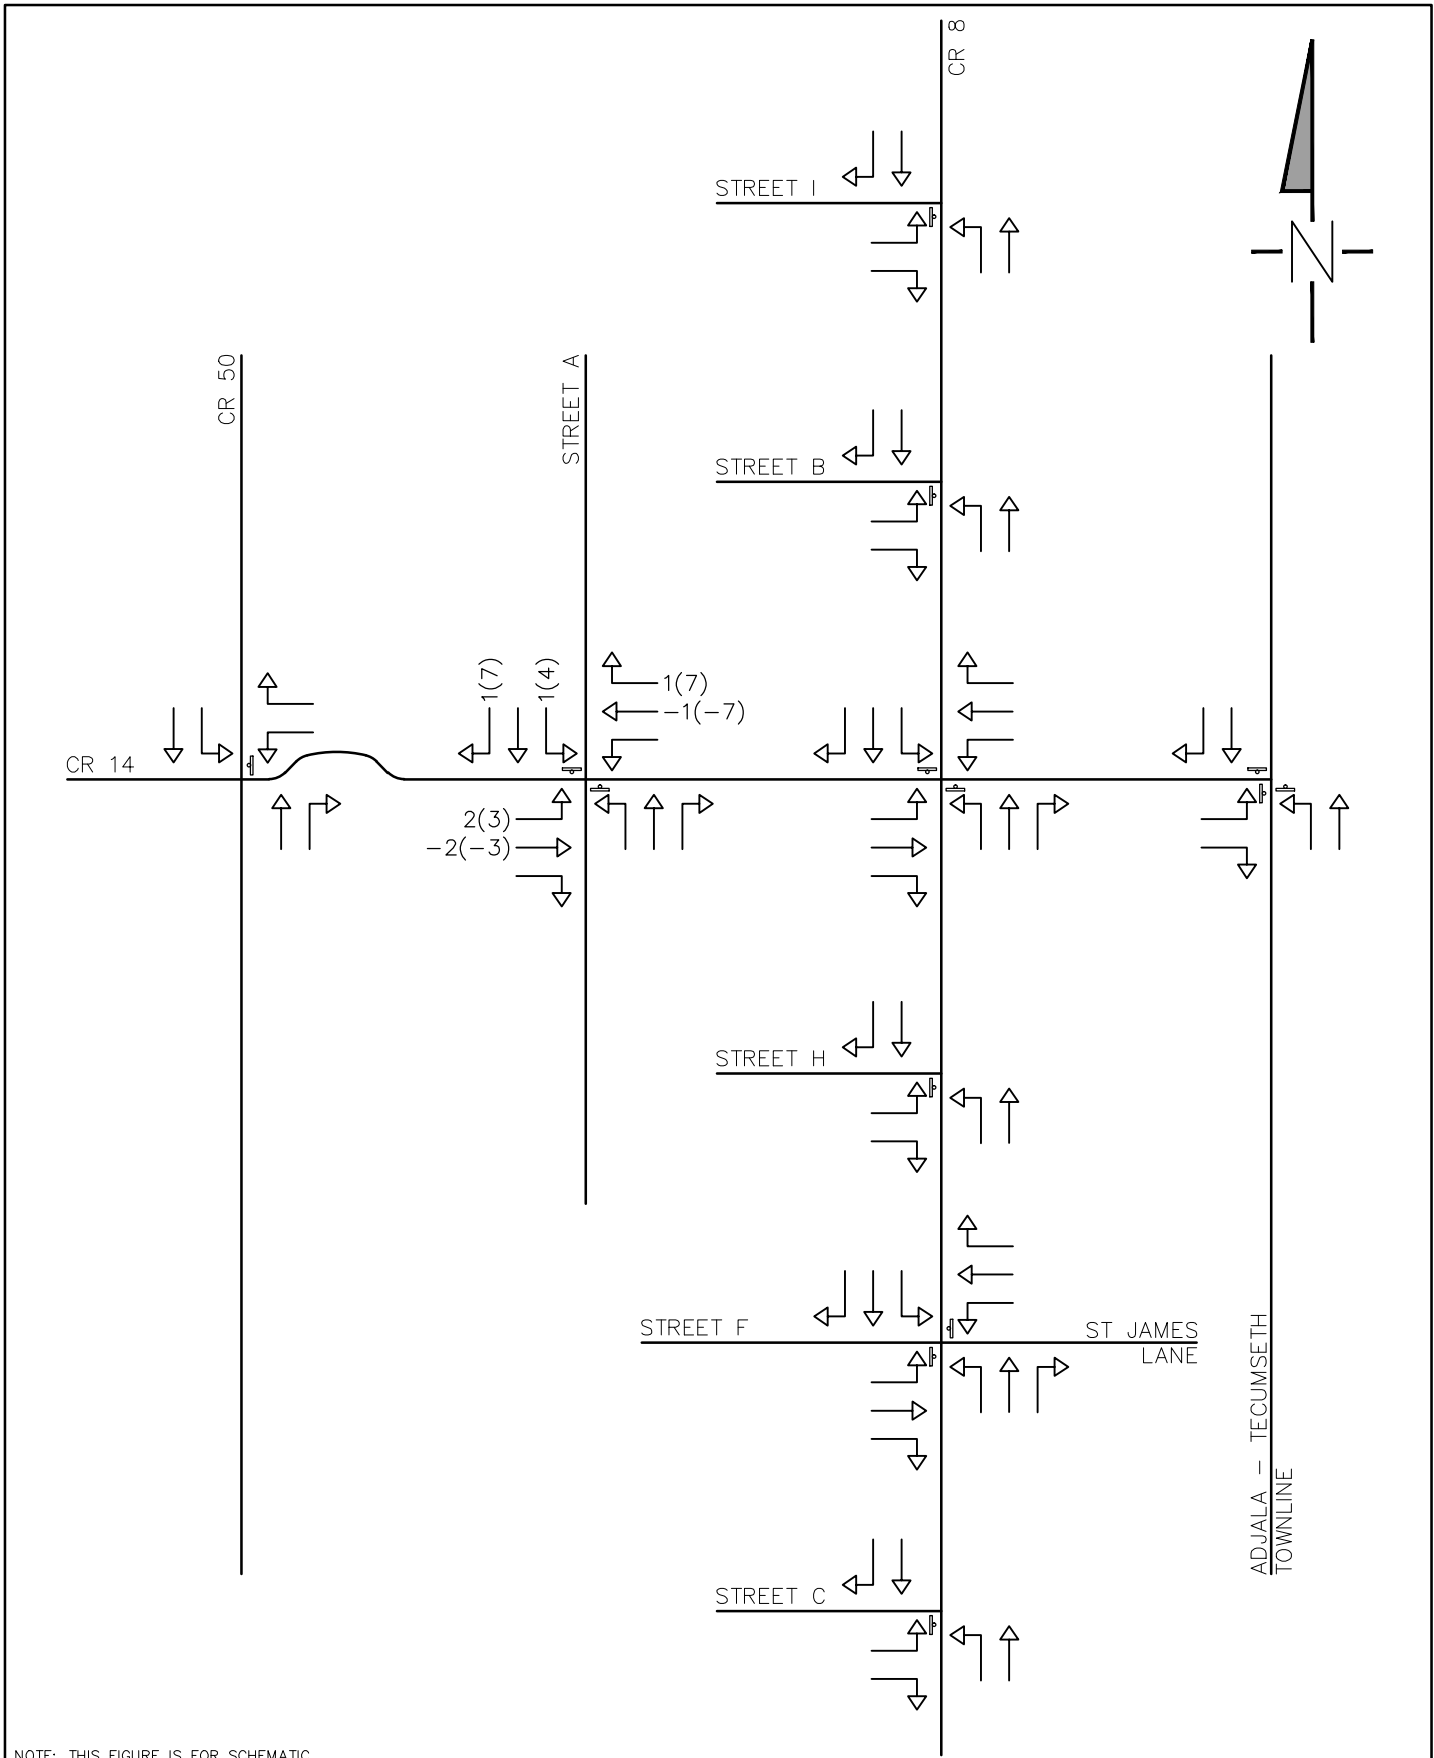 CR 8
STREET I
N
CR 50
STREET A
STREET B
1(7)
1(4)
1(7)
-1(-7)
CR 14
2(3)
-2(-3)
STREET H
STREET F
ST JAMES
LANE
ADJALA - TECUMSETH
TOWNLINE
STREET C
NOTE: THIS FIGURE IS FOR SCHEMATIC